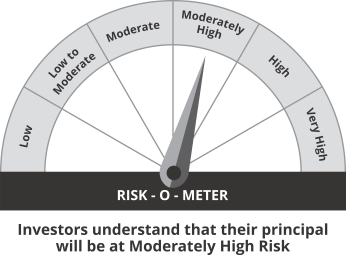 Low
Low to
Moderate
Moderate
Moderately
High
High
Very High
RISK - O - METER
Investors understand that their principal
will be at Moderately High Risk